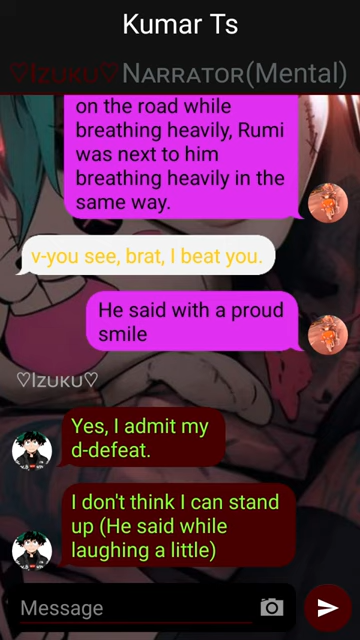 Kumar Ts
♡Izuku♡ Narrator(Mental)
on the road while
breathing heavily, Rumi
was next to him
breathing heavily in the
same way.
v-you see, brat, I beat you.
He said with a proud
smile
♡Izuku♡
Yes, I admit my
d-defeat.
I don't think I can stand
up (He said while
laughing a little)
Message